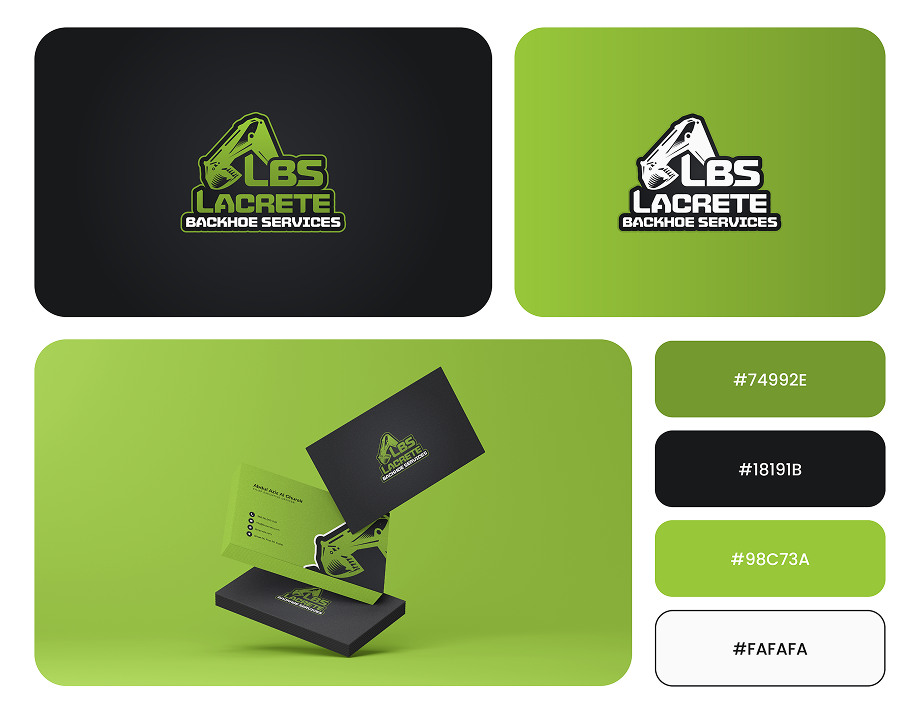 LBS
LACRETE
BACKHOE SERVICES
LBS
LACRETE
BACKHOE SERVICES
#74992E
#18191B
#98C73A
#FAFAFA
LBS
LACRETE
BACKHOE SERVICES
LBS
LACRETE
BACKHOE SERVICES